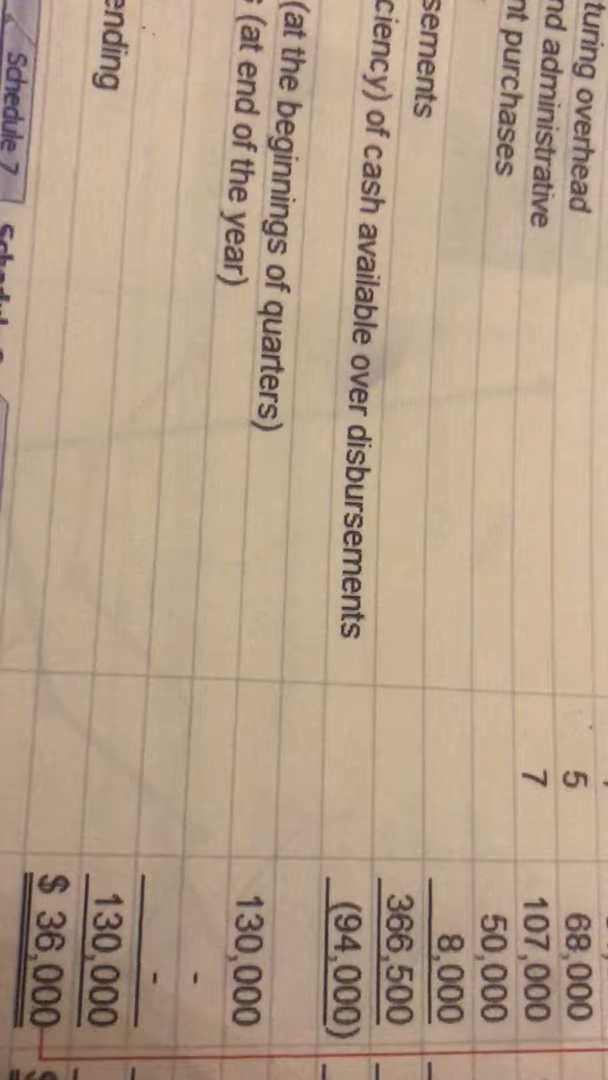 turing overhead 5 68,000
nd administrative 7 107,000
nt purchases 50,000
8,000
sements 366,500
ciency) of cash available over disbursements (94,000)
(at the beginnings of quarters) 130,000
(at end of the year) -
-
130,000
ending $ 36,000
Schedule 7